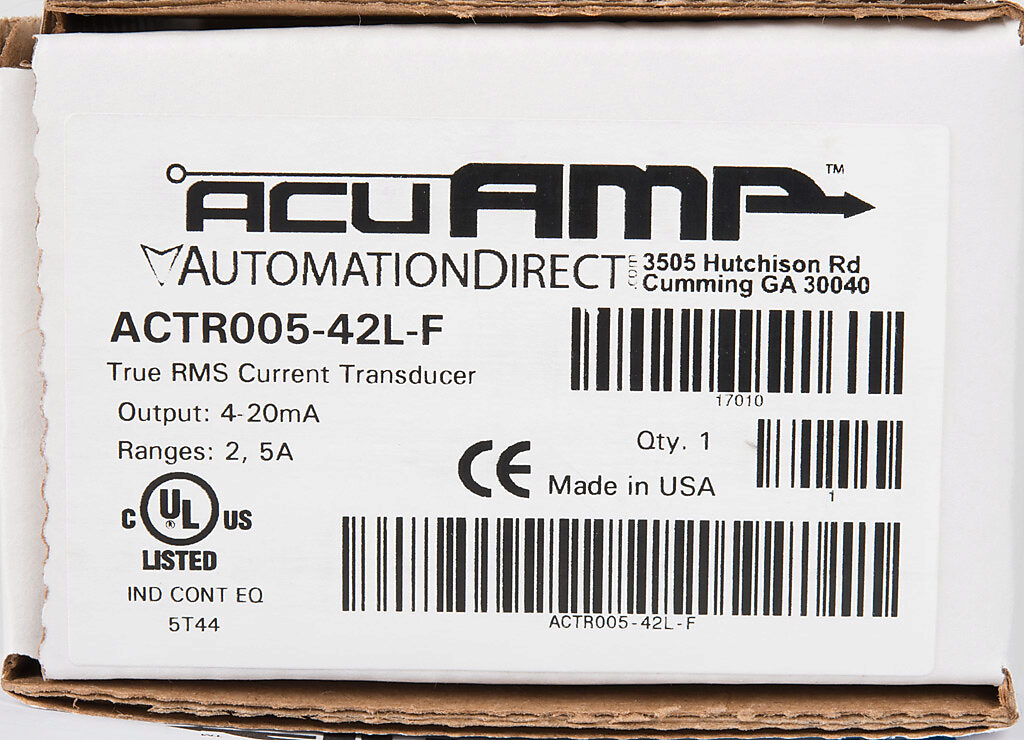 ACUAMP™
AUTOMATIONDIRECT.COM
3505 Hutchison Rd
Cumming GA 30040
ACTR005-42L-F
True RMS Current Transducer
Output: 4-20mA
Ranges: 2, 5A
17010
Qty. 1
1
CE Made in USA
C UL® US
LISTED
IND CONT EQ
5T44
ACTR005-42L-F